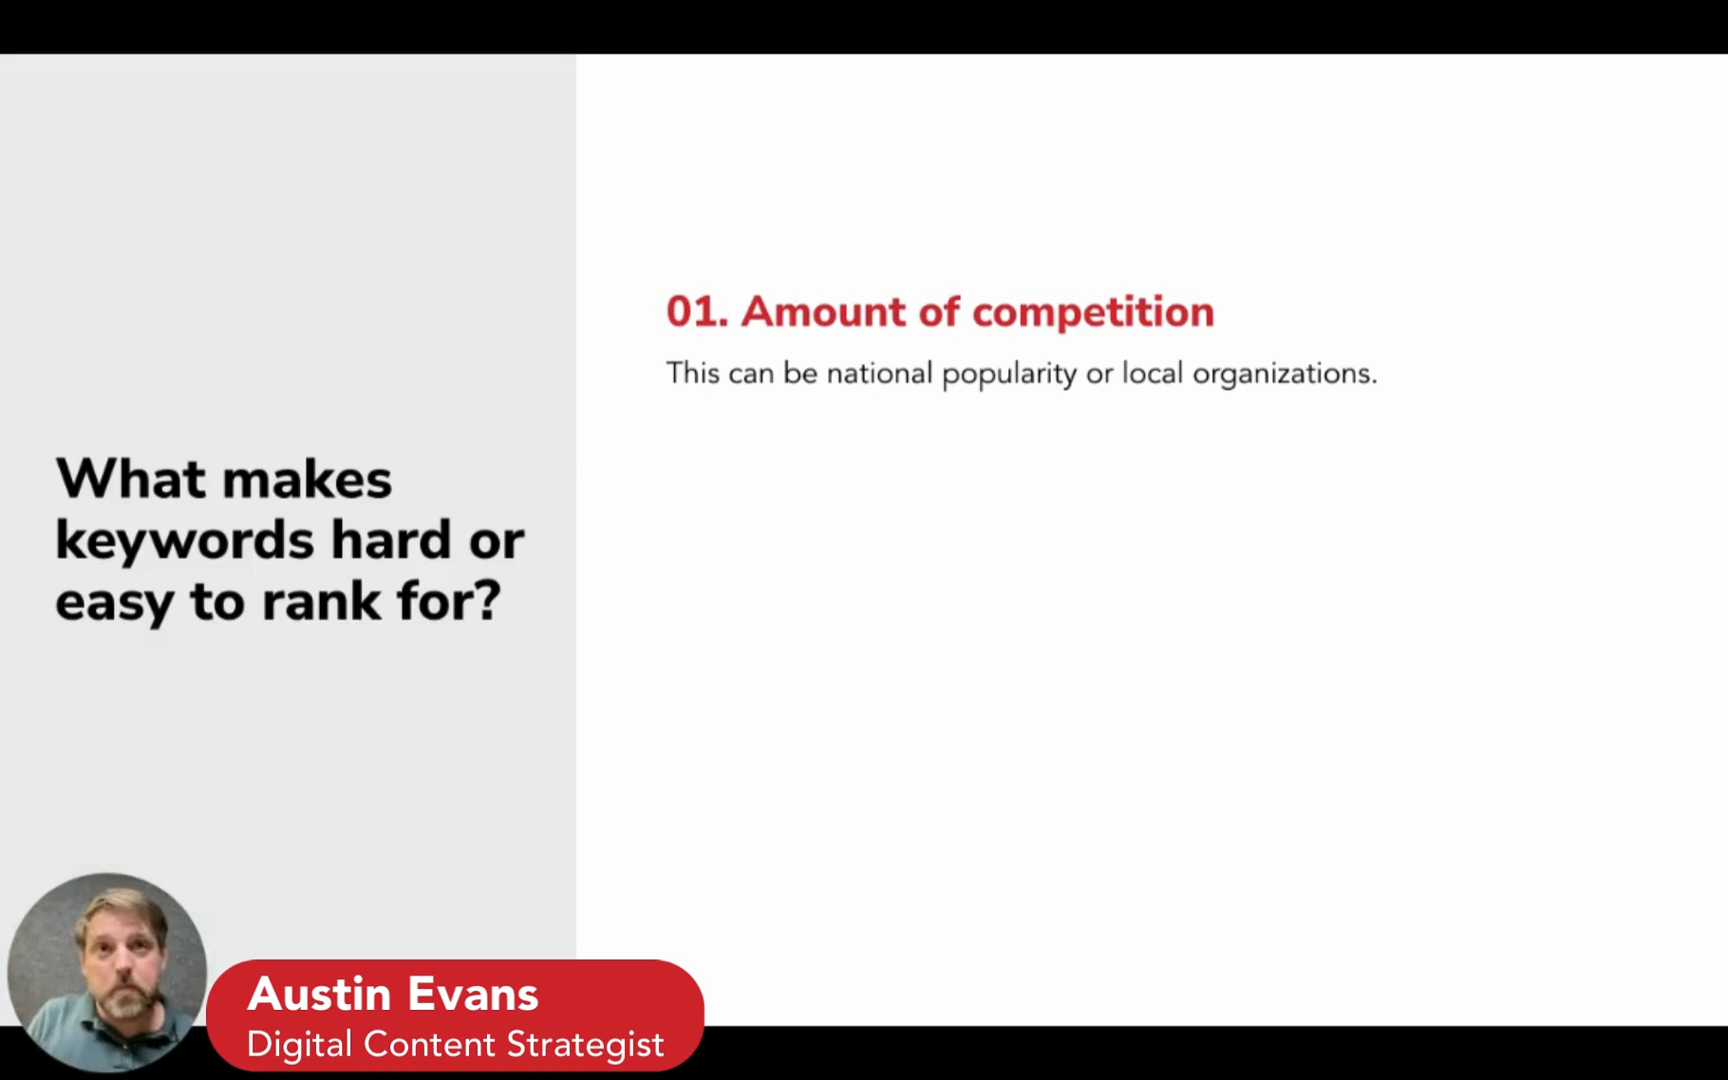 What makes
keywords hard or
easy to rank for?
01. Amount of competition
This can be national popularity or local organizations.
Austin Evans
Digital Content Strategist